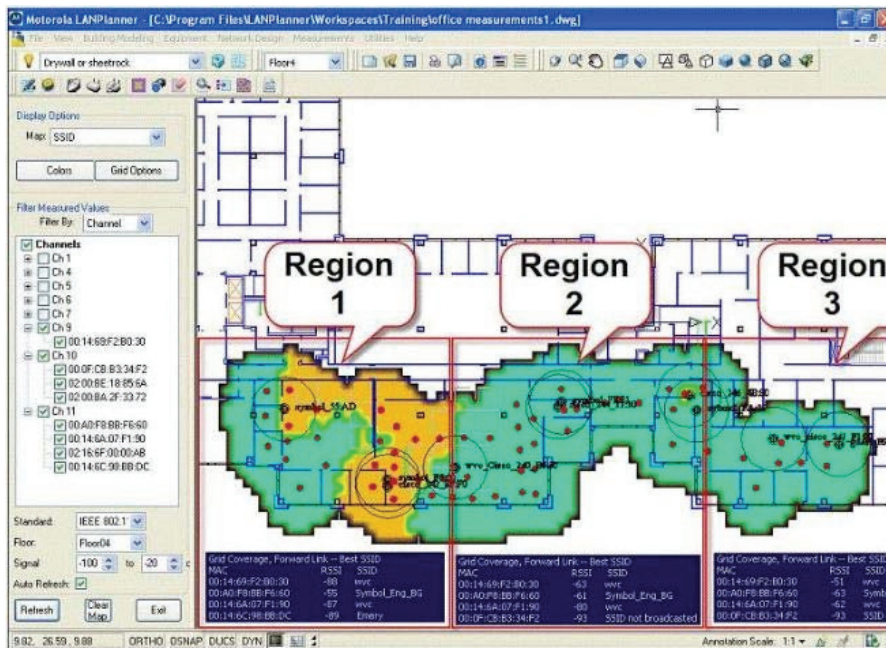 Motorola LANPlanner - [C:\Program Files\LANPlanner\Workspaces\Training\office measurements1.dwg]
File View Building Modeling Equipment Network Design Measurements Utilities Help
Drywall or sheetrock
Floor4
Display Options
Map: SSID
Colors
Grid Options
Filter Measured Values
Filter By: Channel
Channels
Ch 1
Ch 4
Ch 5
Ch 6
Ch 7
Ch 9
00:14:69:F2:B0:30
Ch 10
00:0F:CB:B3:34:F2
02:00:8E:18:85:6A
02:00:BA:2F:33:72
Ch 11
00:A0:F8:BB:F6:60
00:14:6A:07:F1:90
02:16:6F:00:00:AB
00:14:6C:98:BB:DC
Standard: IEEE 802.1
Floor: Floor04
Signal -100 to -20
Auto Refresh:
Refresh
Clear Map
Exit
Region 1
Region 2
Region 3
X
Grid Coverage, Forward Link -- Best SSID
MAC RSSI SSID
00:14:69:F2:B0:30 -88 wvc
00:A0:F8:BB:F6:60 -55 Symbol_Eng_BG
00:14:6A:07:F1:90 -87 wvc
00:14:6C:98:BB:DC -89 Emery
Grid Coverage, Forward Link -- Best SSID
MAC RSSI SSID
00:14:69:F2:B0:30 -63 wvc
00:A0:F8:BB:F6:60 -61 Symbol_Eng_BG
00:14:6A:07:F1:90 -80 wvc
00:0F:CB:B3:34:F2 -93 SSID not broadcasted
Grid Coverage, Forward Link -- Best
MAC RSSI SSID
00:14:69:F2:B0:30 -51 wvc
00:A0:F8:BB:F6:60 -63 Symbol
00:14:6A:07:F1:90 -62 wvc
00:0F:CB:B3:34:F2 -93 SSID
9.82, 26.59, 9.88 ORTHO OSNAP DUCS DYN
Annotation Scale: 1:1